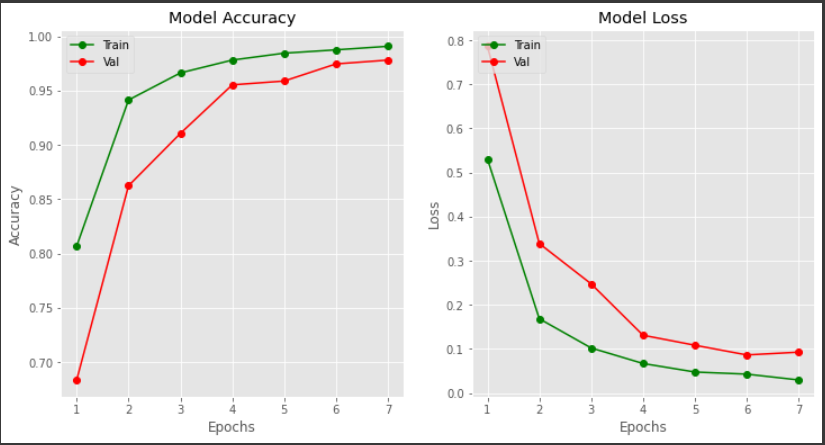 Model Accuracy
1.00
0.95
0.90
0.85
0.80
0.75
0.70
Accuracy
Train
Val
1 2 3 4 5 6 7
Epochs
Model Loss
0.8
0.7
0.6
0.5
0.4
0.3
0.2
0.1
0.0
Loss
Train
Val
1 2 3 4 5 6 7
Epochs